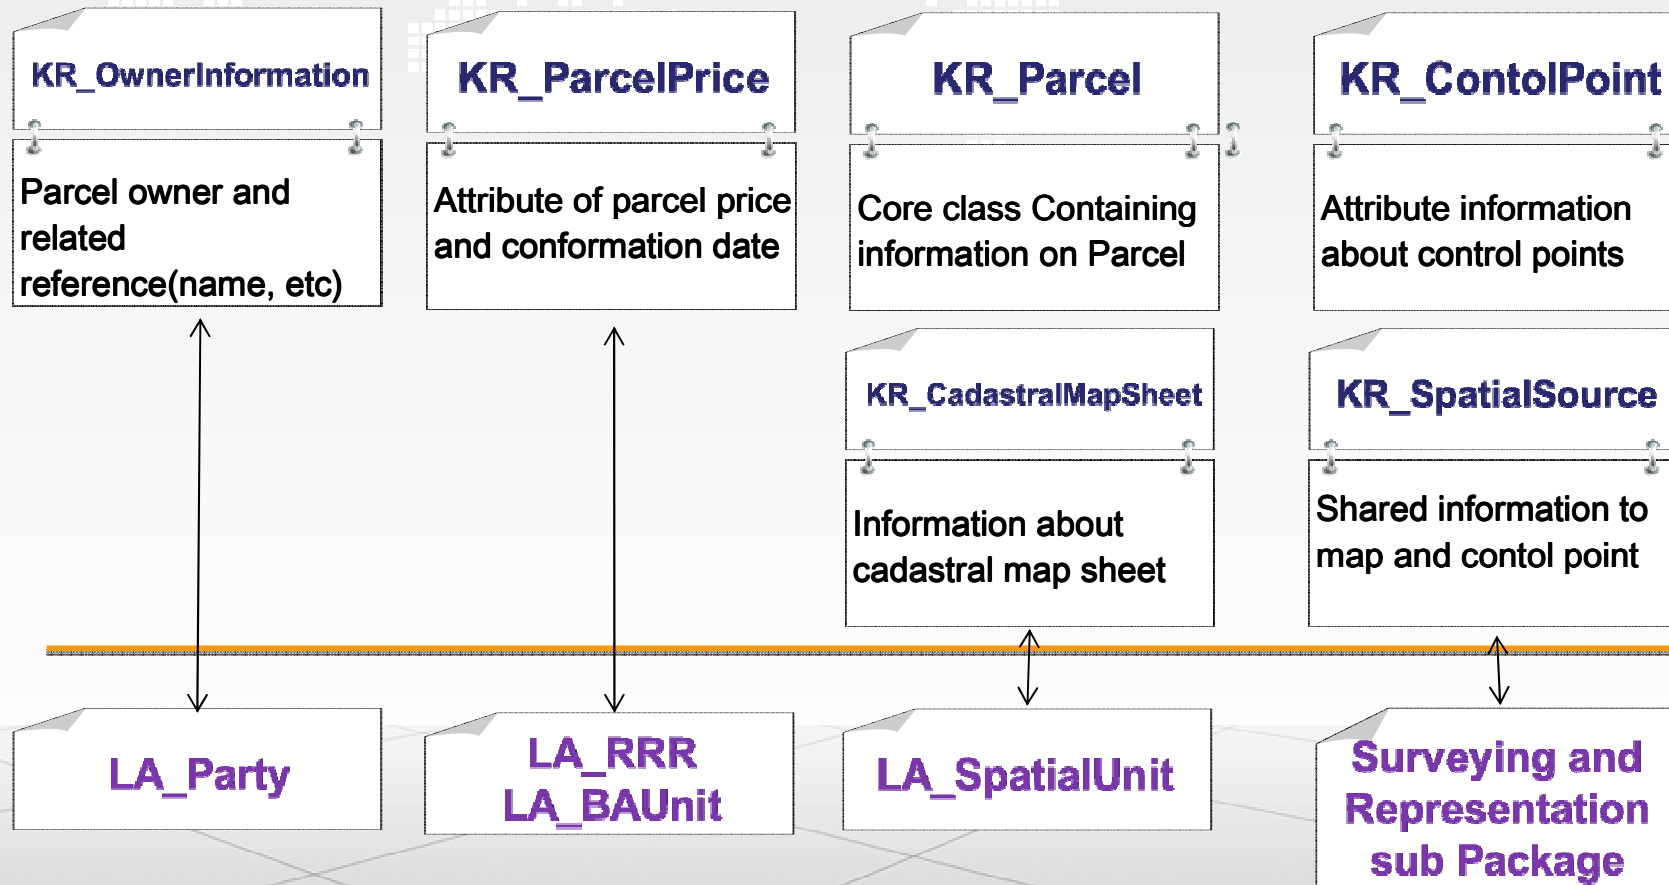 KR_OwnerInformation
Parcel owner and
related
reference(name, etc)
KR_ParcelPrice
Attribute of parcel price
and conformation date
KR_Parcel
Core class Containing
information on Parcel
KR_ContolPoint
Attribute information
about control points
KR_CadastralMapSheet
Information about
cadastral map sheet
KR_SpatialSource
Shared information to
map and contol point
LA_Party
LA_RRR
LA_BAUnit
LA_SpatialUnit
Surveying and
Representation
sub Package